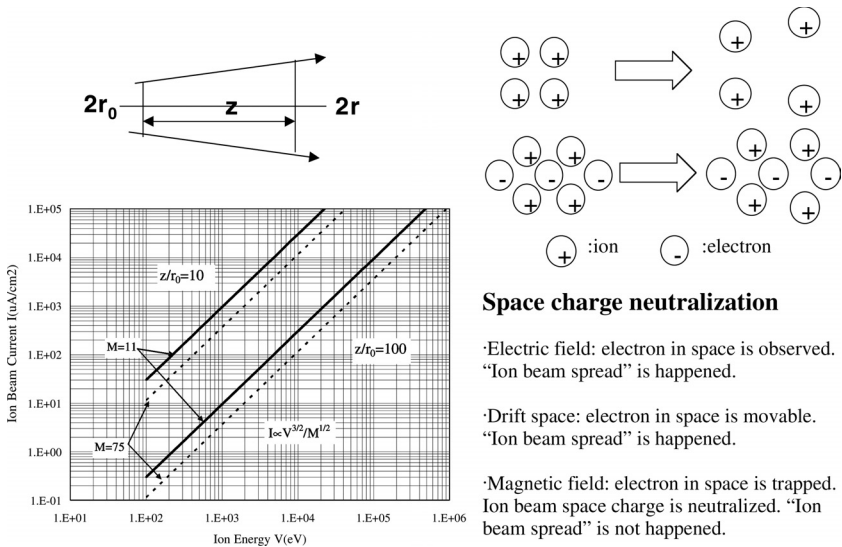 2r₀
z
2r
+
+
+
+
+
+
+
+
+
+
-
-
-
+
+
+
+
+
+
-
-
-
+
+
+ :ion
- :electron
Ion Beam Current I(uA/cm2)
1.E+05
1.E+04
1.E+03
1.E+02
1.E+01
1.E+00
1.E-01
z/r₀=10
M=11
z/r₀=100
M=75
I∝V^3/2/M^1/2
1.E+01
1.E+02
1.E+03
1.E+04
1.E+05
1.E+06
Ion Energy V(eV)
Space charge neutralization
·Electric field: electron in space is observed.
“Ion beam spread” is happened.
·Drift space: electron in space is movable.
“Ion beam spread” is happened.
·Magnetic field: electron in space is trapped.
Ion beam space charge is neutralized. “Ion
beam spread” is not happened.